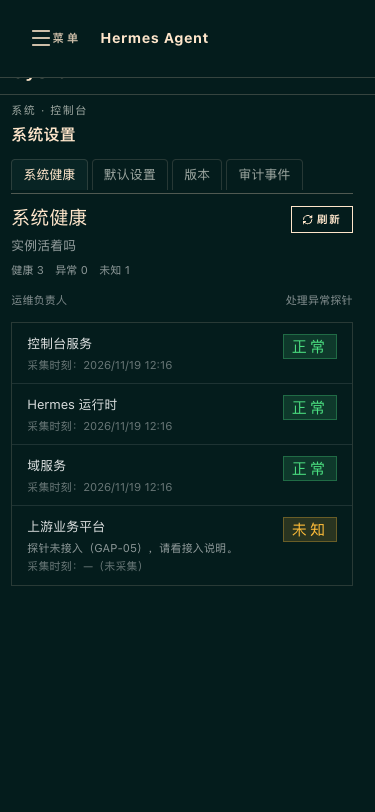 菜单 Hermes Agent
系统 · 控制台
系统设置
系统健康 默认设置 版本 审计事件
系统健康 刷新
实例活着吗
健康 3 异常 0 未知 1
运维负责人 处理异常探针
控制台服务 正常
采集时刻：2026/11/19 12:16
Hermes 运行时 正常
采集时刻：2026/11/19 12:16
域服务 正常
采集时刻：2026/11/19 12:16
上游业务平台 未知
探针未接入（GAP-05），请看接入说明。
采集时刻：—（未采集）